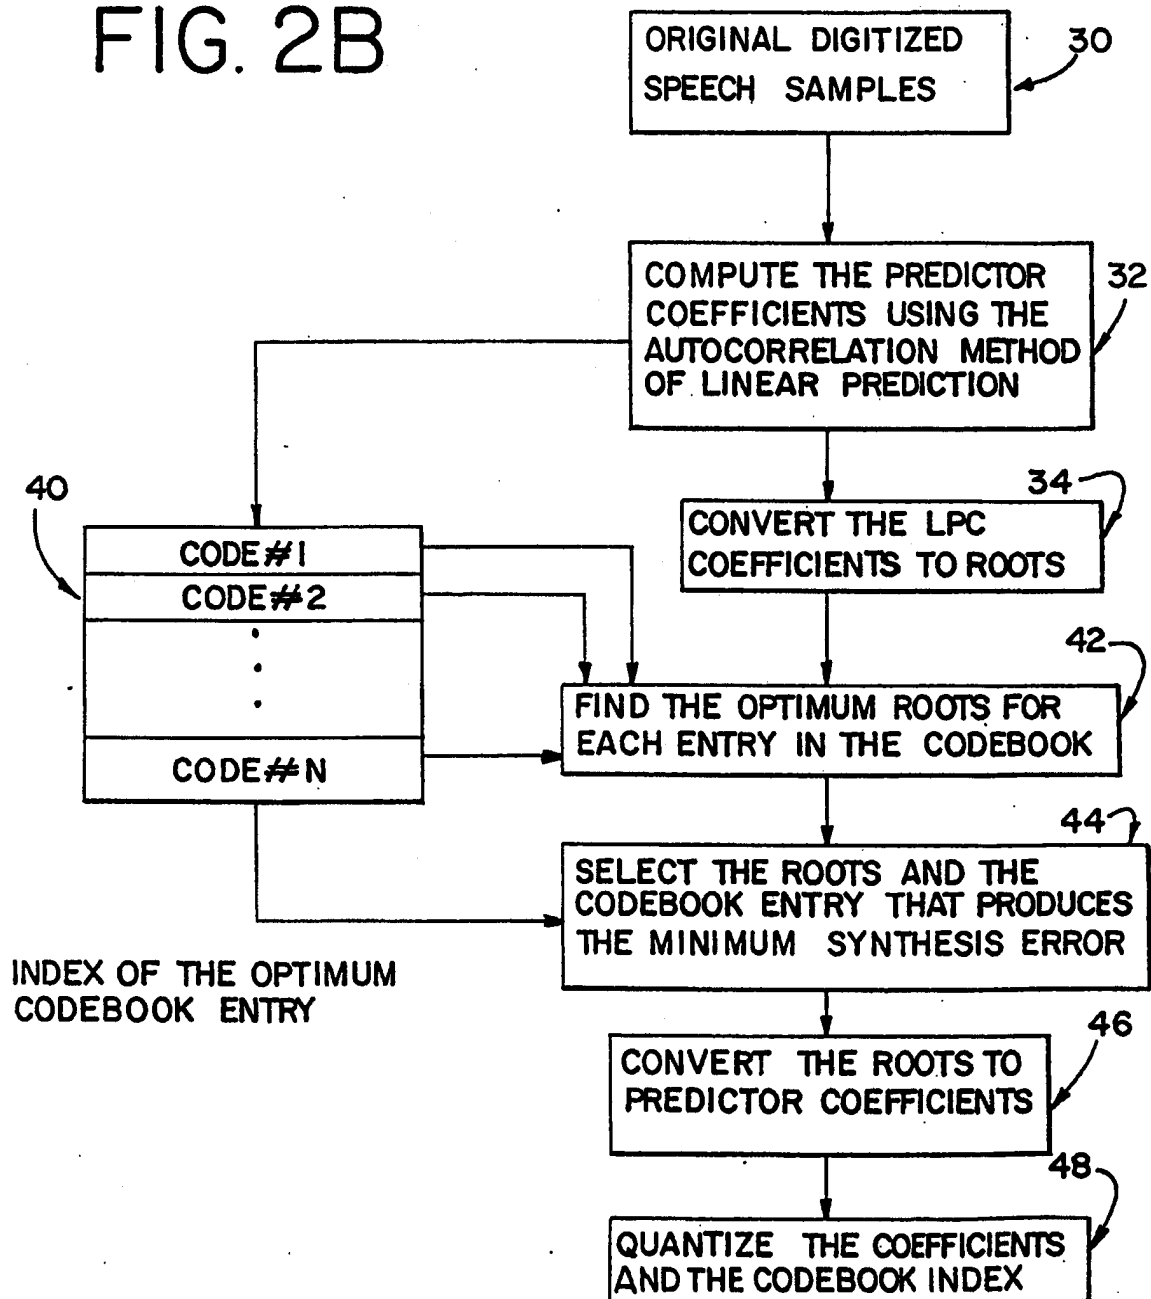 FIG. 2B
ORIGINAL DIGITIZED
SPEECH SAMPLES
30
COMPUTE THE PREDICTOR
COEFFICIENTS USING THE
AUTOCORRELATION METHOD
OF LINEAR PREDICTION
32
34
CONVERT THE LPC
COEFFICIENTS TO ROOTS
40
CODE#1
CODE#2
CODE#N
42
FIND THE OPTIMUM ROOTS FOR
EACH ENTRY IN THE CODEBOOK
44
SELECT THE ROOTS AND THE
CODEBOOK ENTRY THAT PRODUCES
THE MINIMUM SYNTHESIS ERROR
INDEX OF THE OPTIMUM
CODEBOOK ENTRY
46
CONVERT THE ROOTS TO
PREDICTOR COEFFICIENTS
48
QUANTIZE THE COEFFICIENTS
AND THE CODEBOOK INDEX